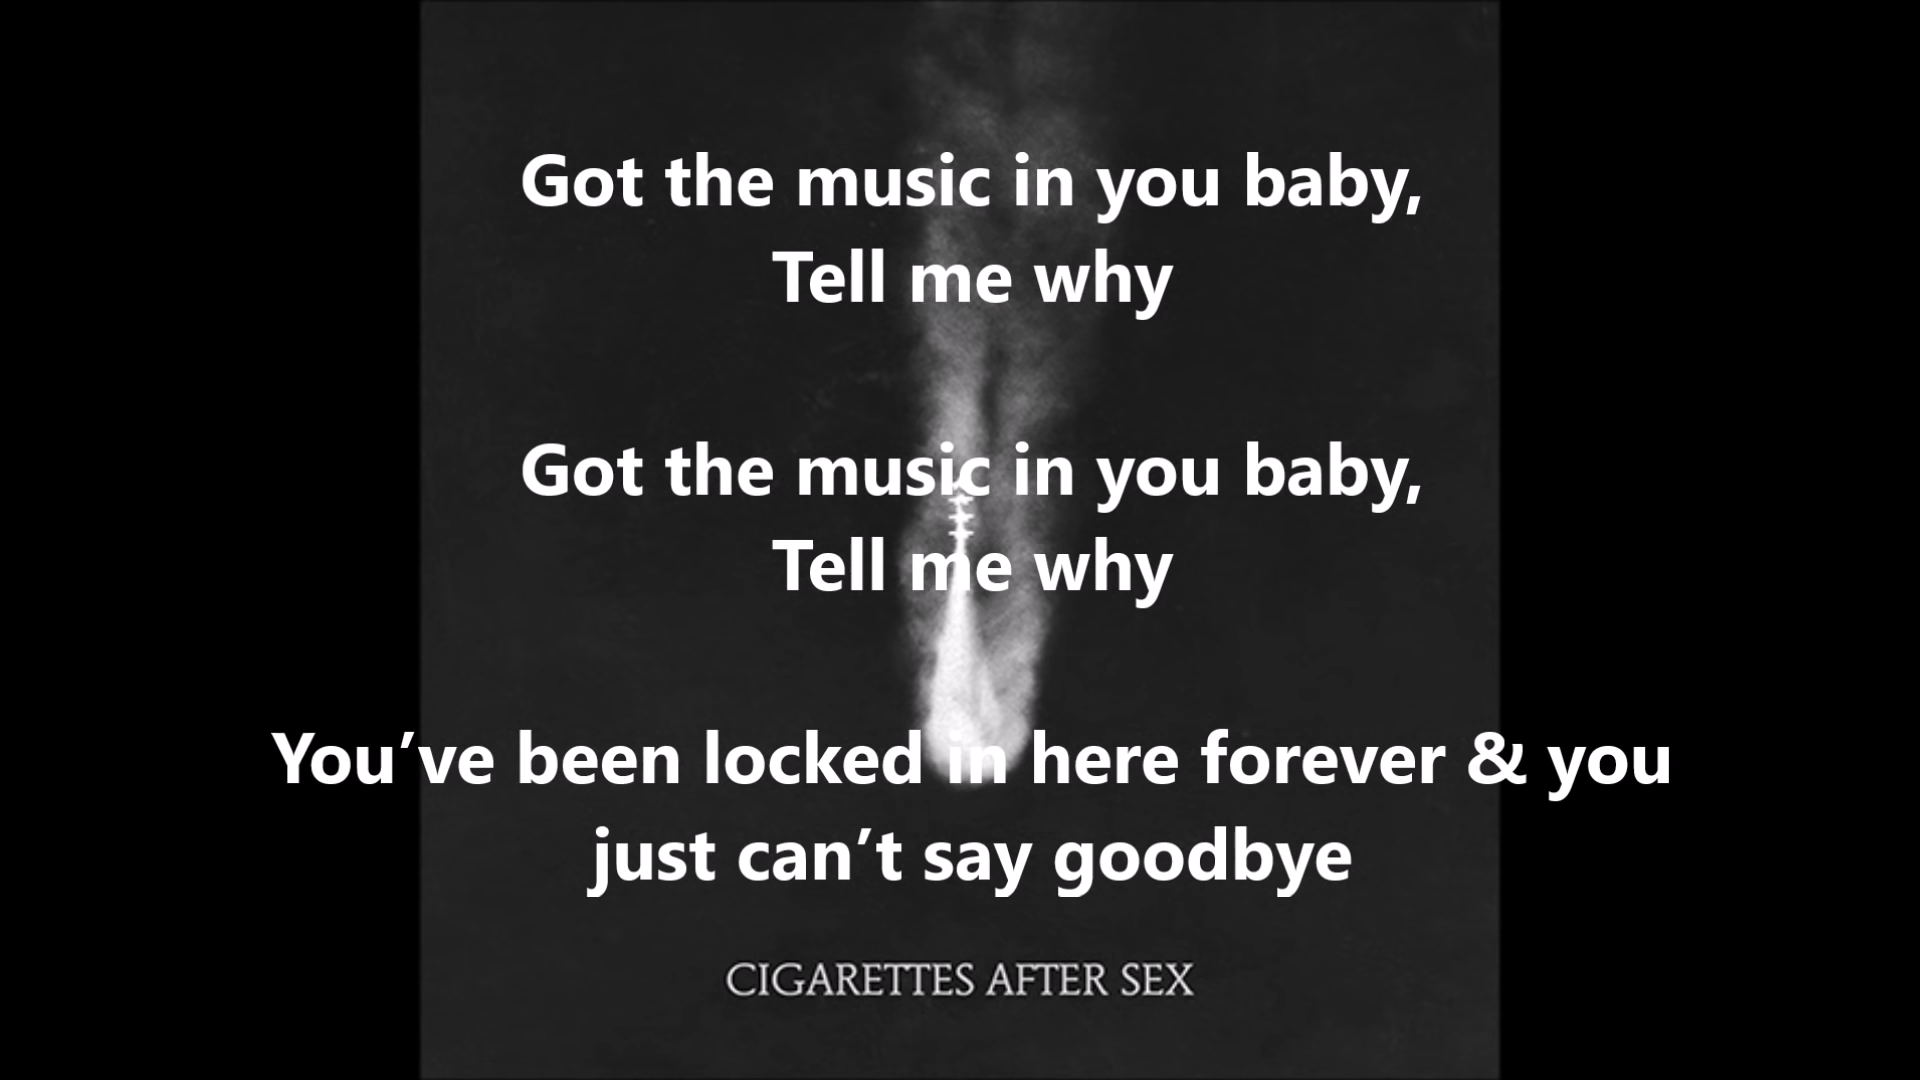 Got the music in you baby,
Tell me why
Got the music in you baby,
Tell me why
You’ve been locked in here forever & you
just can’t say goodbye
CIGARETTES AFTER SEX